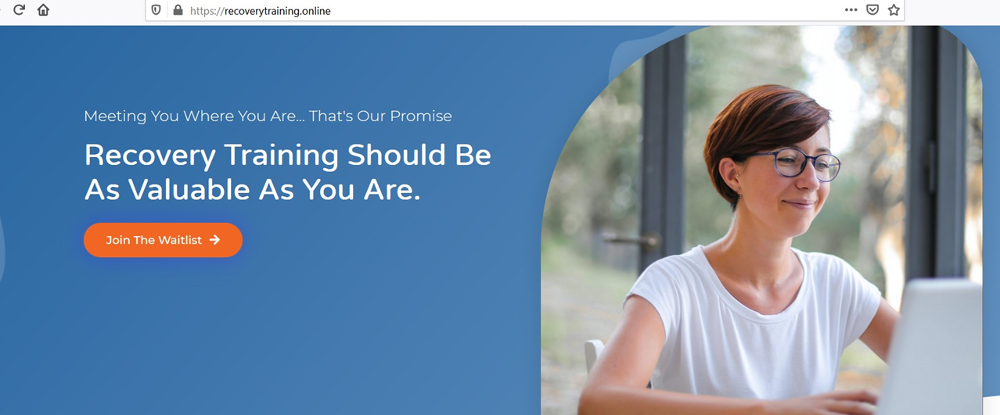 https://recoverytraining.online
Meeting You Where You Are... That's Our Promise
Recovery Training Should Be
As Valuable As You Are.
Join The Waitlist